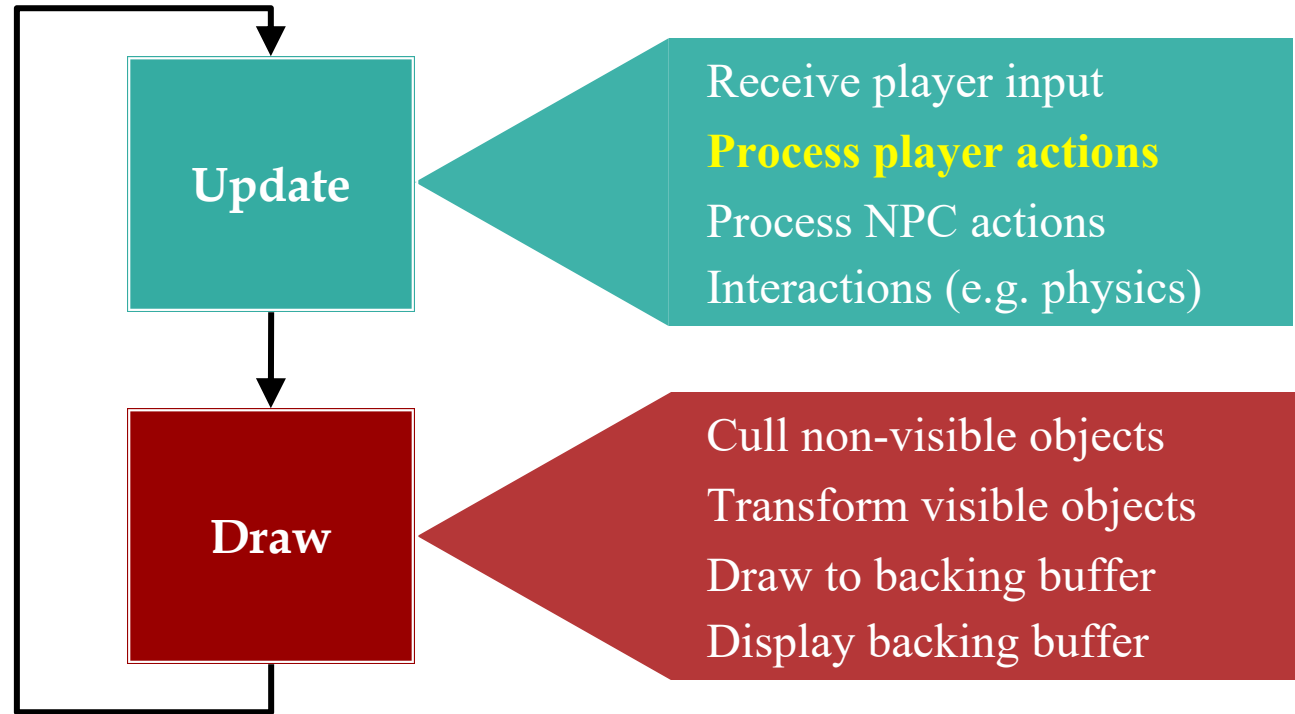 Update
Receive player input
Process player actions
Process NPC actions
Interactions (e.g. physics)
Draw
Cull non-visible objects
Transform visible objects
Draw to backing buffer
Display backing buffer